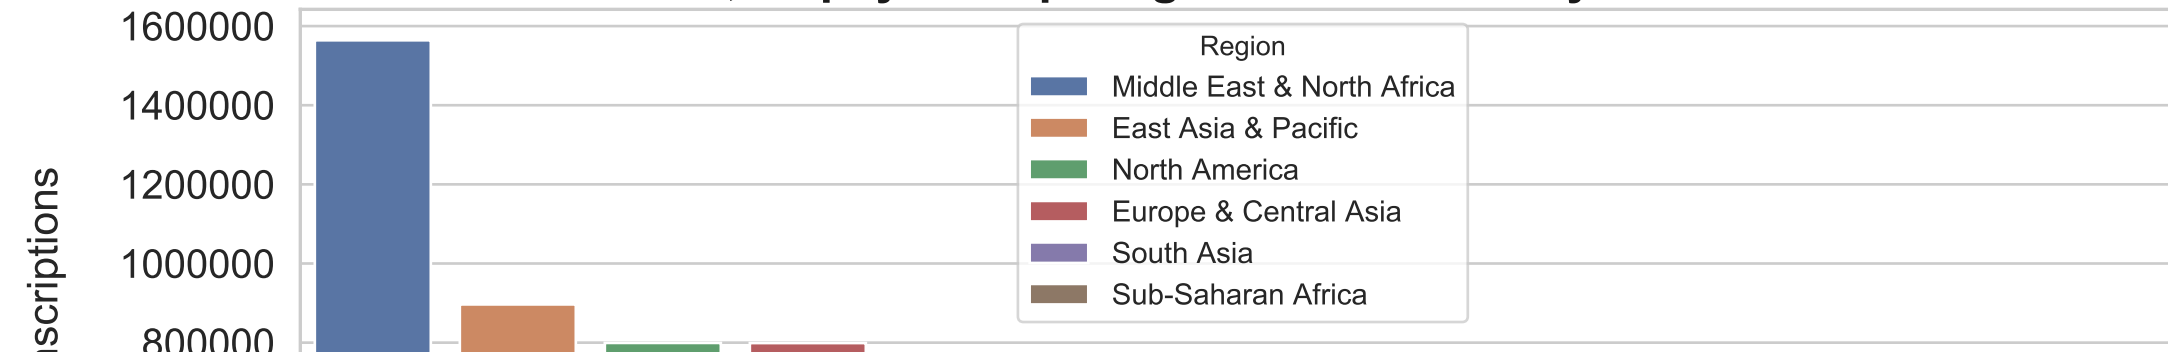 1600000
1400000
1200000
1000000
800000
Region
Middle East & North Africa
East Asia & Pacific
North America
Europe & Central Asia
South Asia
Sub-Saharan Africa